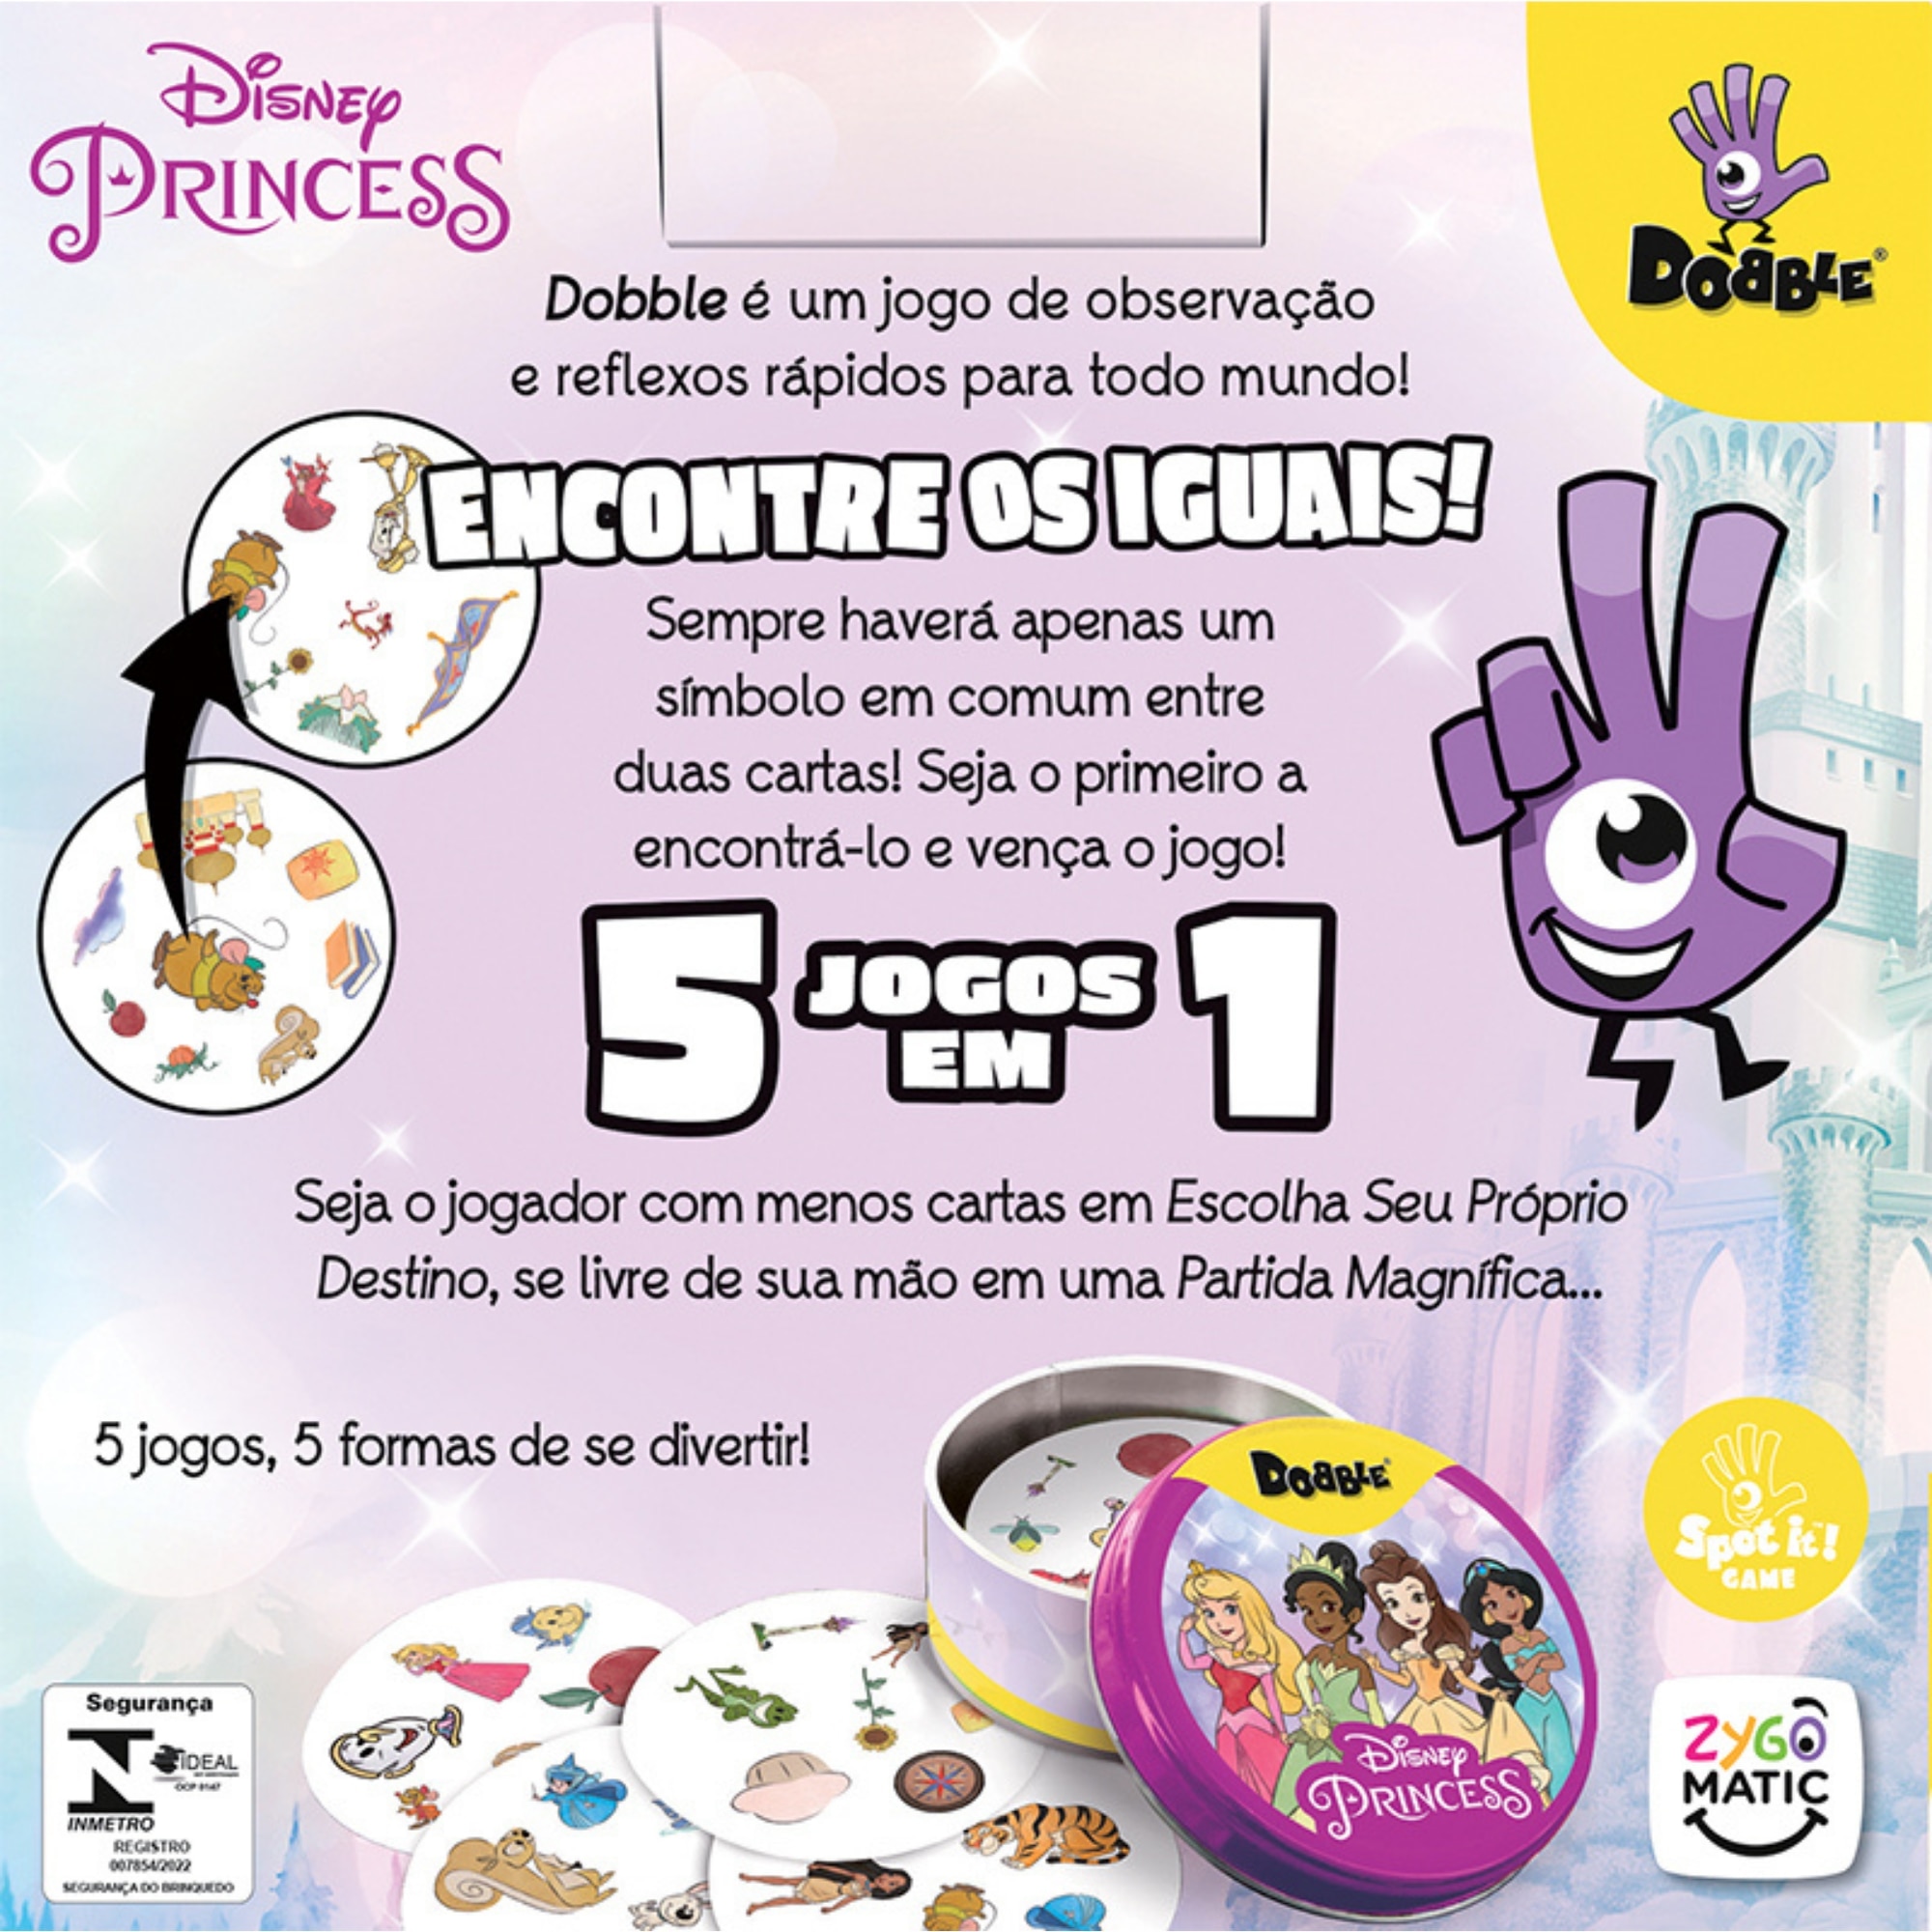 Disney
PRINCESS
DOBBLE®
Dobble é um jogo de observação
e reflexos rápidos para todo mundo!
ENCONTRE OS IGUAIS!
Sempre haverá apenas um
símbolo em comum entre
duas cartas! Seja o primeiro a
encontrá-lo e vença o jogo!
5 JOGOS EM 1
Seja o jogador com menos cartas em Escolha Seu Próprio
Destino, se livre de sua mão em uma Partida Magnífica...
5 jogos, 5 formas de se divertir!
DOBBLE
Disney
PRINCESS
Spot it!
GAME
ZYGO
MATIC
Segurança
IDEAL
OCP 0147
INMETRO
REGISTRO
007854/2022
SEGURANÇA DO BRINQUEDO